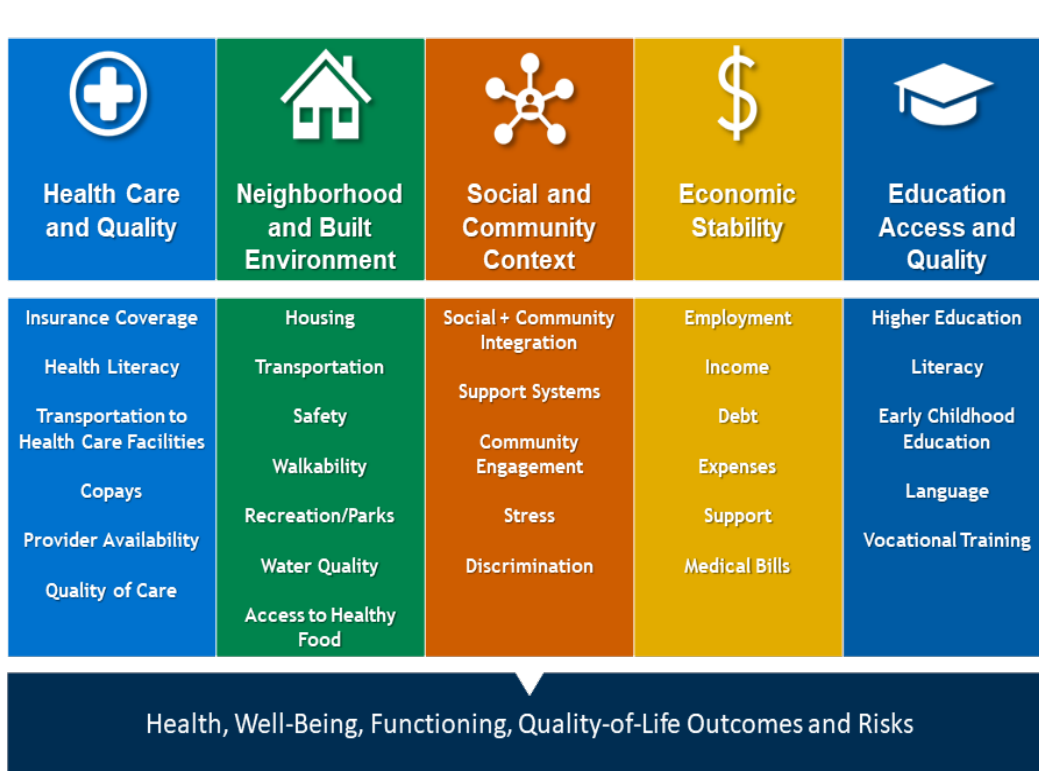 Health Care
and Quality
Neighborhood
and Built
Environment
Social and
Community
Context
Economic
Stability
Education
Access and
Quality
Insurance Coverage
Health Literacy
Transportation to
Health Care Facilities
Copays
Provider Availability
Quality of Care
Housing
Transportation
Safety
Walkability
Recreation/Parks
Water Quality
Access to Healthy
Food
Social + Community
Integration
Support Systems
Community
Engagement
Stress
Discrimination
Employment
Income
Debt
Expenses
Support
Medical Bills
Higher Education
Literacy
Early Childhood
Education
Language
Vocational Training
Health, Well-Being, Functioning, Quality-of-Life Outcomes and Risks